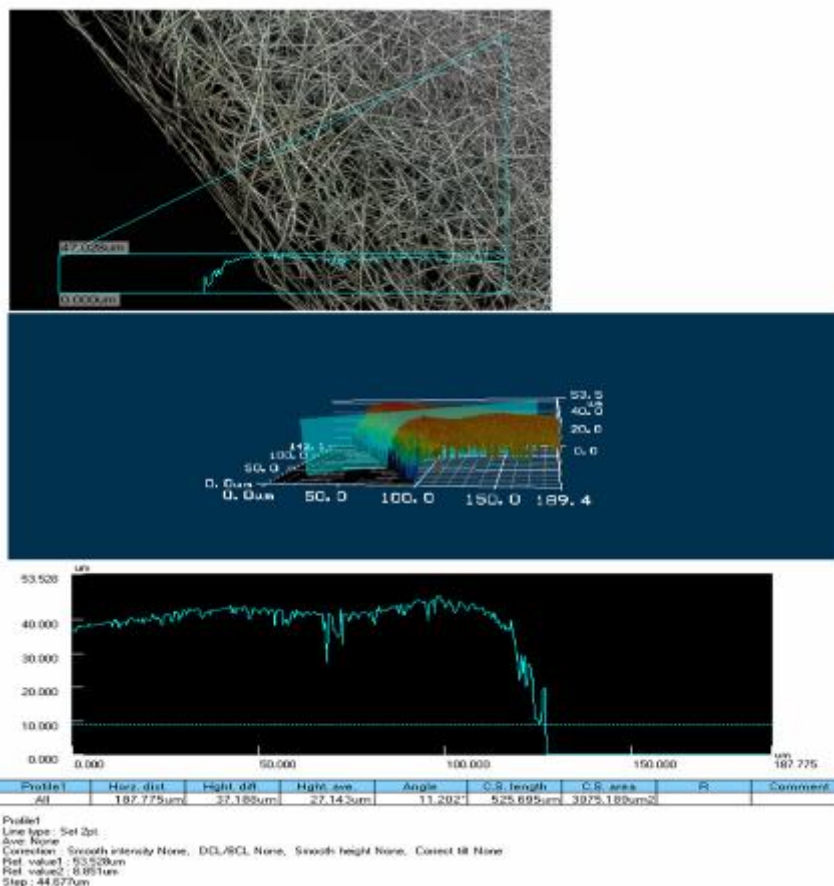 47.028um
0.000um
53.5
um
40.0
20.0
0.0
142.1
100.0
50.0
0.0um
0.0um 50.0 100.0 150.0 189.4
um
53.528
40.000
30.000
20.000
10.000
0.000
0.000 50.000 100.000 150.000 187.775
um
Profile1 Horz. dist Hght. diff Hght. ave Angle C.S. length C.S. area R Comment
All 187.775um 37.188um 27.143um 11.202° 525.695um 3075.189um2
Profile1
Line type : Set 2pt.
Ave: None
Correction : Smooth intensity None, DCL/BCL None, Smooth height None, Correct tilt None
Ref. value1 : 53.528um
Ref. value2 : 8.851um
Step : 44.677um